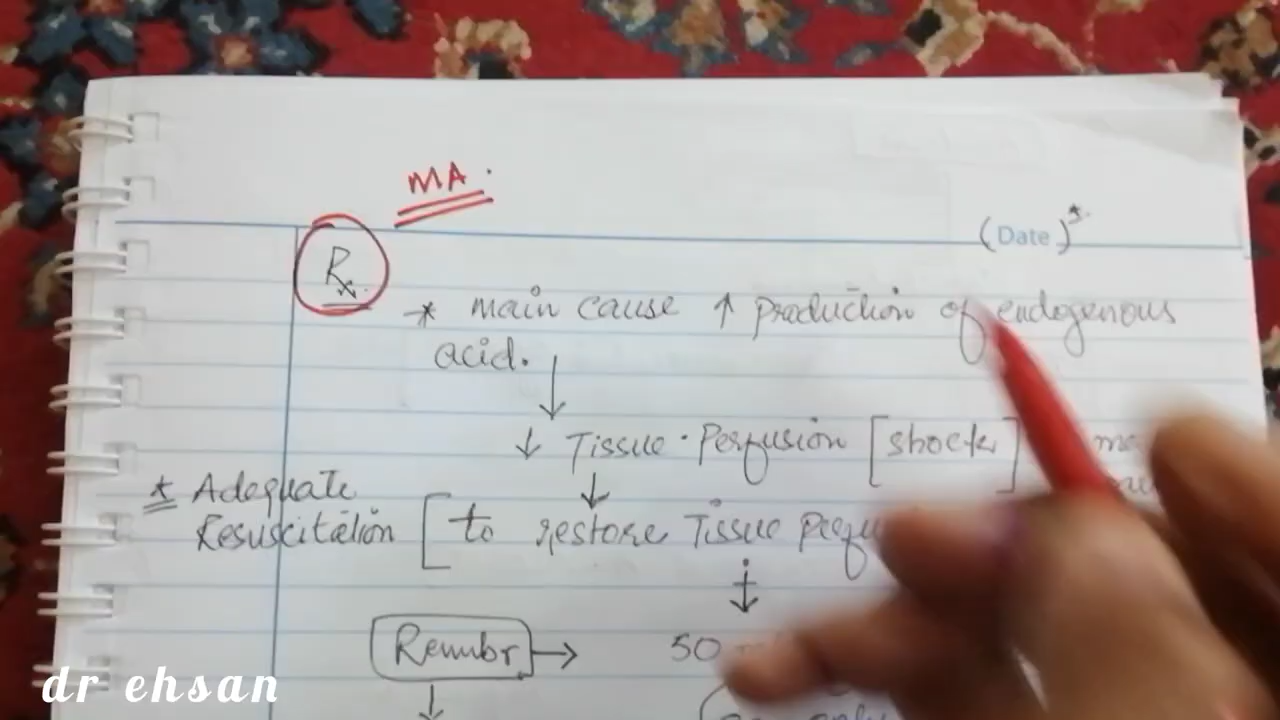 MA.
(Date)*
Rx.
* main cause ↑ production of endogenous
acid.
↓
↓ Tissue. Perfusion [shock]
↓
* Adequate
Resuscitation [to restore Tissue
↓
Remmbr. → 50
↓
dr ehsan